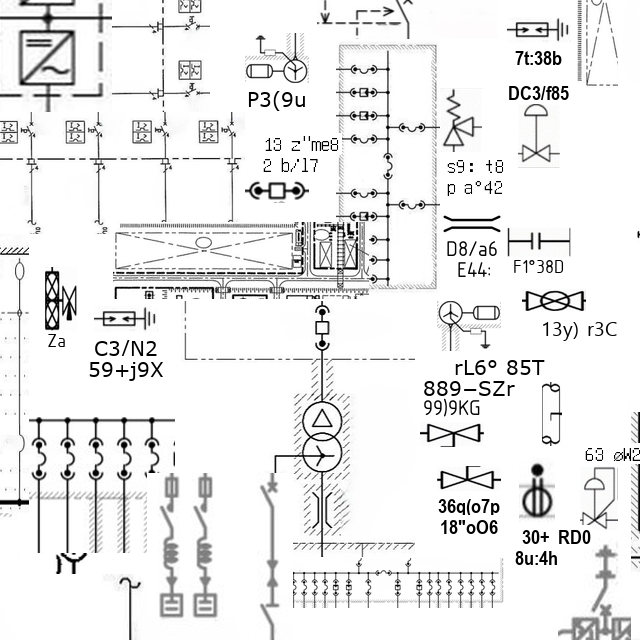 7t:38b
DC3/f85
P3(9u
13 z"me8
2 b/17
s9: t8
p a°42
D8/a6
E44:
F1°38D
13y) r3C
Za
C3/N2
59+j9X
rL6° 85T
889−SZr
99)9KG
63 øW2
36q(o7p
18"oO6
30+ RD0
8u:4h